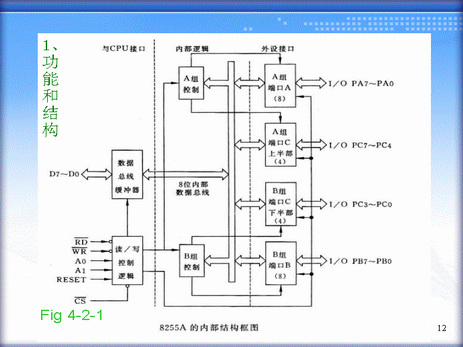 1、功能和结构
与CPU接口
内部逻辑
外设接口
A组
控制
A组
端口A
(8)
I/O PA7~PA0
A组
端口C
上半部
(4)
I/O PC7~PC4
数据
总线
缓冲器
D7~D0
8位内部
数据总线
B组
端口C
下半部
(4)
I/O PC3~PC0
RD
WR
A0
A1
RESET
CS
读/写
控制
逻辑
B组
控制
B组
端口B
(8)
I/O PB7~PB0
Fig 4-2-1
8255A的内部结构框图
12